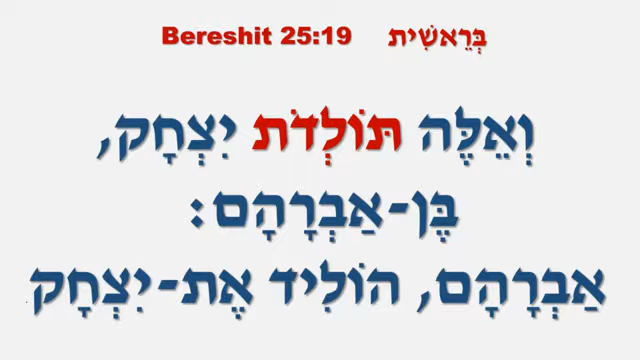 Bereshit 25:19 בְּרֵאשִׁית
וְאֵלֶּה תּוֹלְדֹת יִצְחָק,
בֶּן-אַבְרָהָם:
אַבְרָהָם, הוֹלִיד אֶת-יִצְחָק